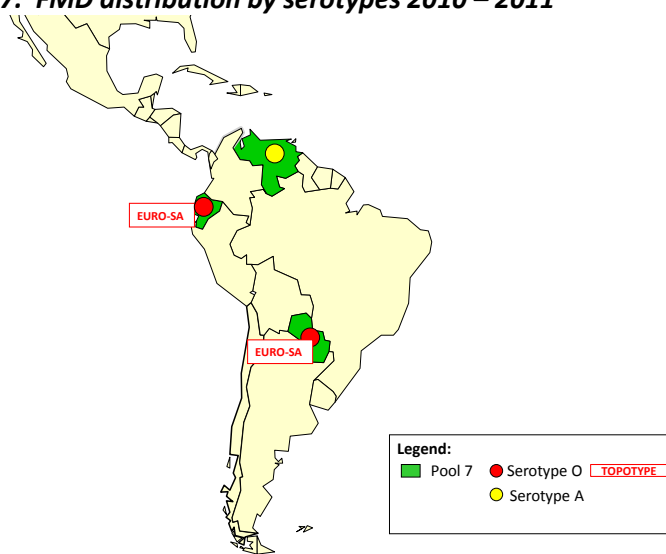 7. FMD distribution by serotypes 2010 – 2011
EURO-SA
EURO-SA
Legend:
Pool 7 Serotype O TOPOTYPE
Serotype A